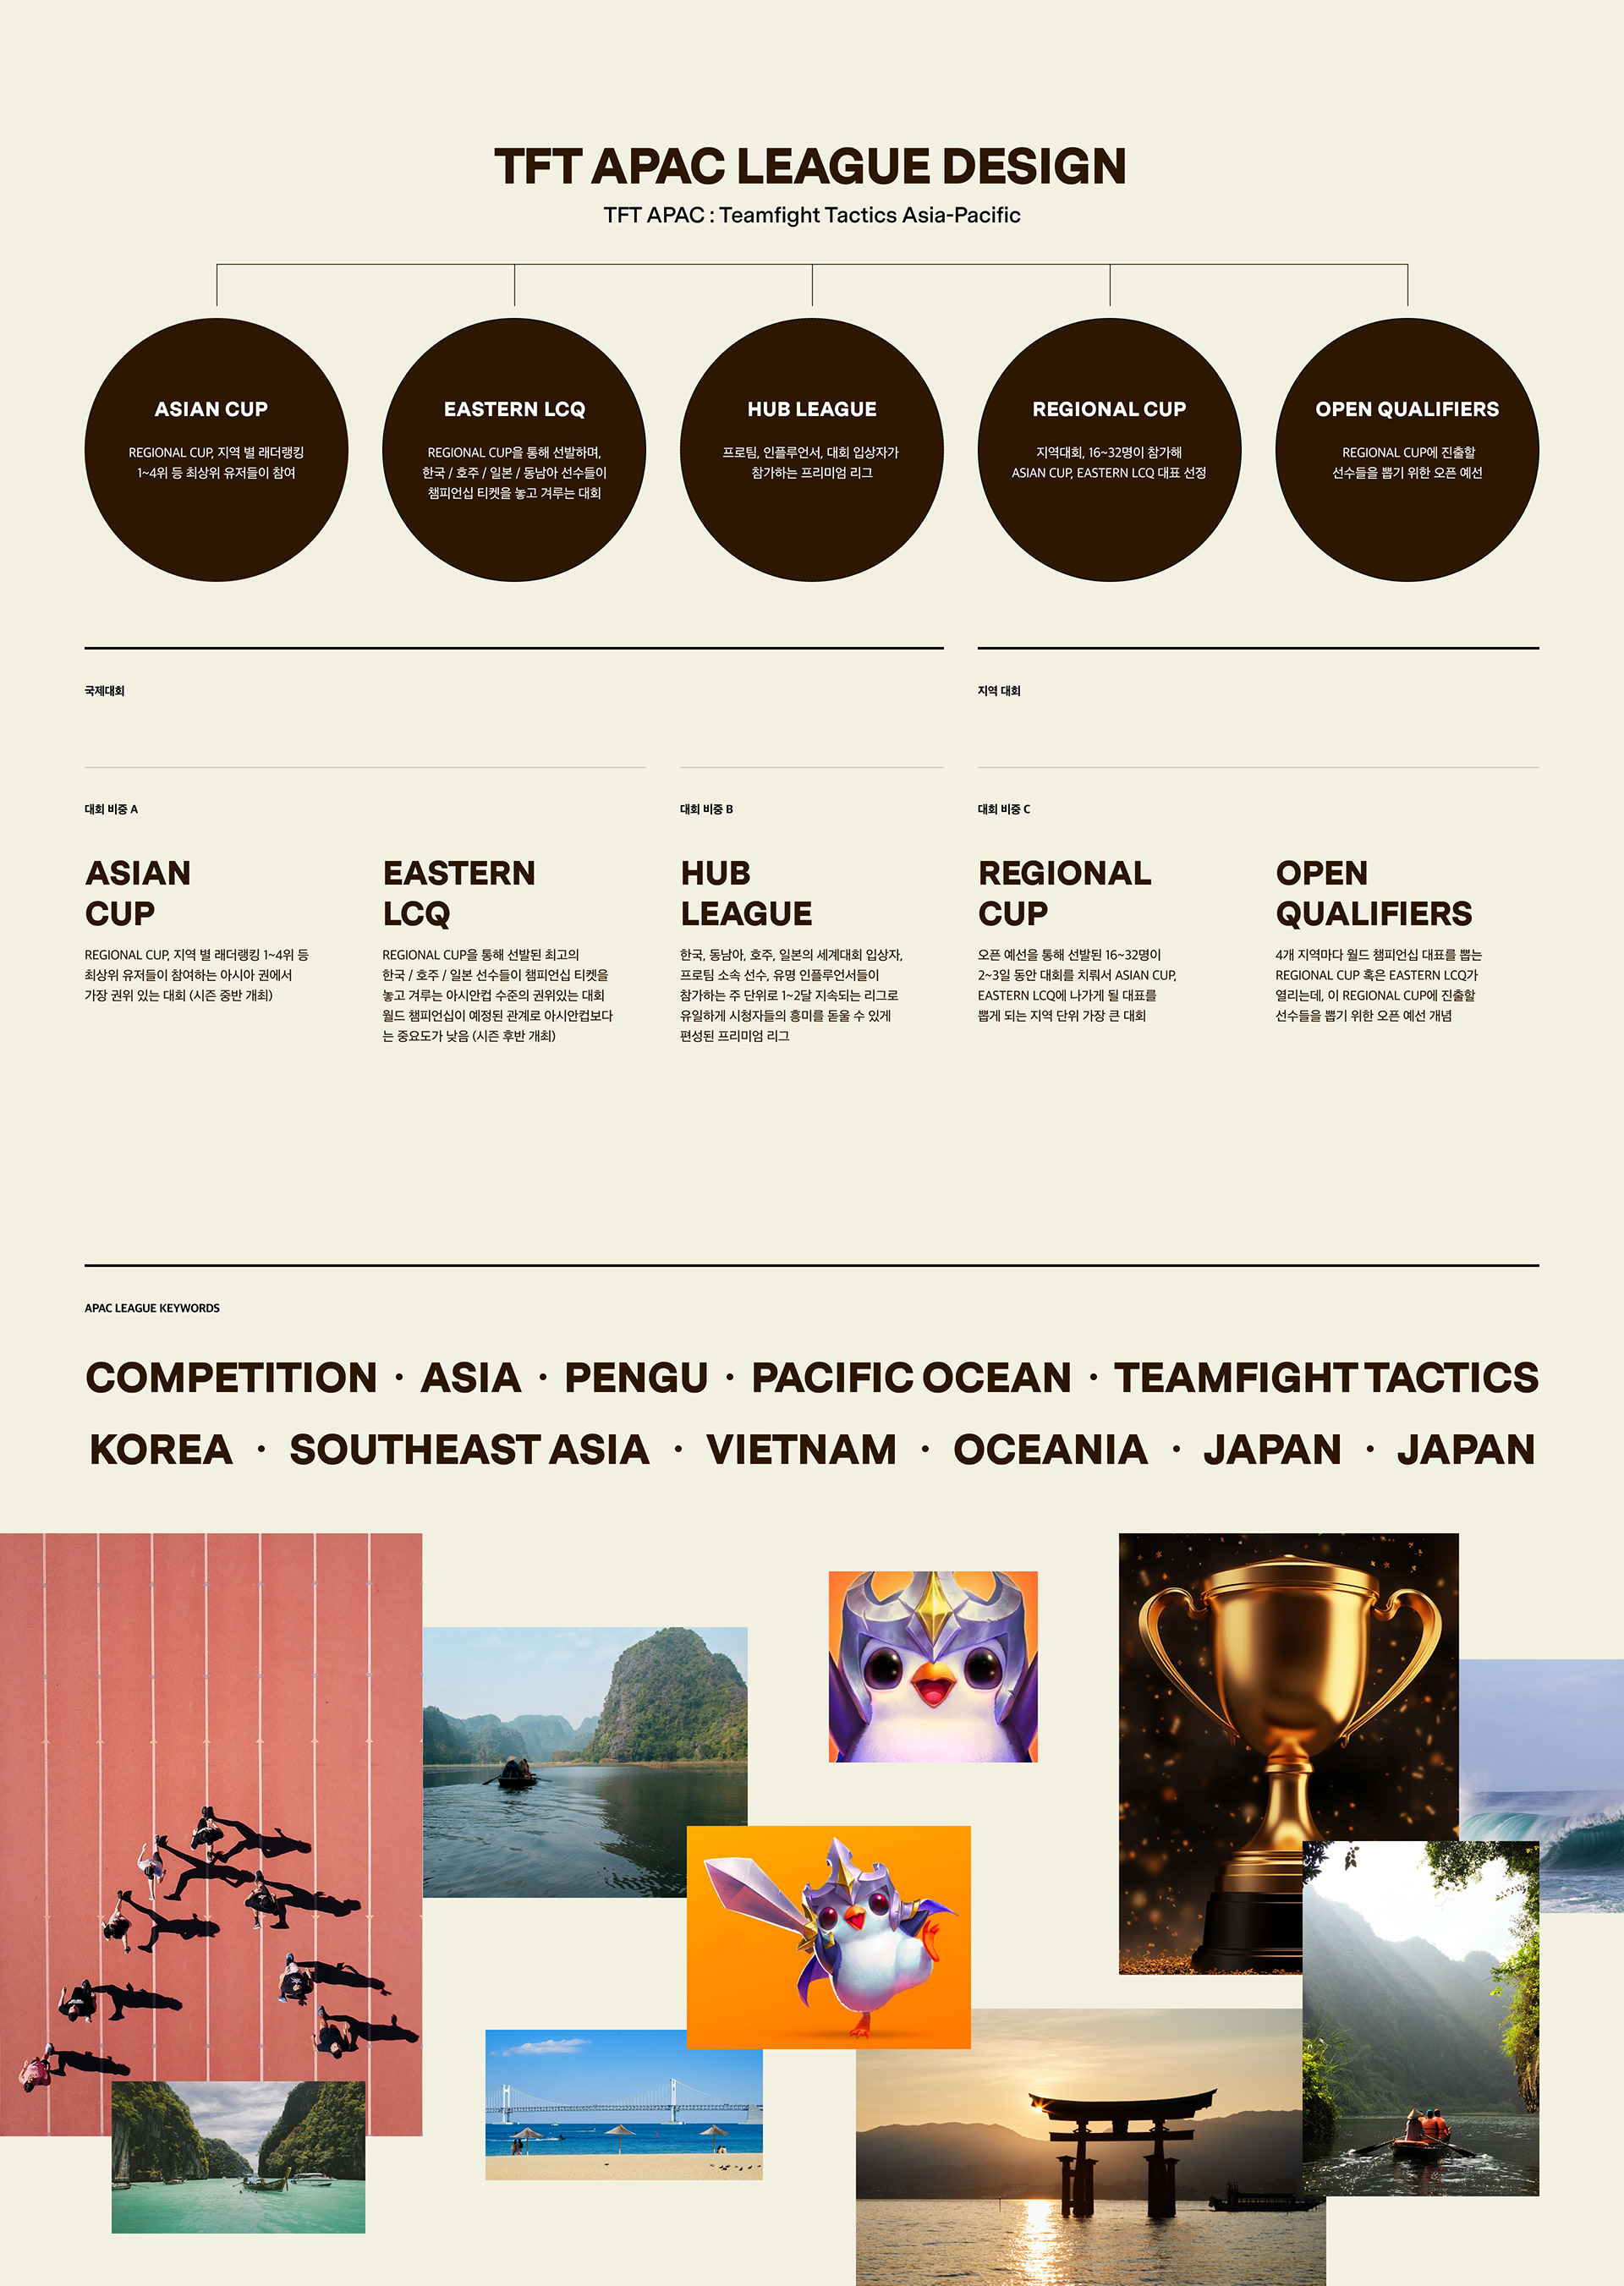 TFT APAC LEAGUE DESIGN
TFT APAC : Teamfight Tactics Asia-Pacific
ASIAN CUP
REGIONAL CUP, 지역 별 래더랭킹
1~4위 등 최상위 유저들이 참여
EASTERN LCQ
REGIONAL CUP을 통해 선발하며,
한국 / 호주 / 일본 / 동남아 선수들이
챔피언십 티켓을 놓고 겨루는 대회
HUB LEAGUE
프로팀, 인플루언서, 대회 입상자가
참가하는 프리미엄 리그
REGIONAL CUP
지역대회, 16~32명이 참가해
ASIAN CUP, EASTERN LCQ 대표 선정
OPEN QUALIFIERS
REGIONAL CUP에 진출할
선수들을 뽑기 위한 오픈 예선
국제대회
지역 대회
대회 비중 A
대회 비중 B
대회 비중 C
ASIAN
CUP
REGIONAL CUP, 지역 별 래더랭킹 1~4위 등
최상위 유저들이 참여하는 아시아 권에서
가장 권위 있는 대회 (시즌 중반 개최)
EASTERN
LCQ
REGIONAL CUP을 통해 선발된 최고의
한국 / 호주 / 일본 선수들이 챔피언십 티켓을
놓고 겨루는 아시안컵 수준의 권위있는 대회
월드 챔피언십이 예정된 관계로 아시안컵보다
는 중요도가 낮음 (시즌 후반 개최)
HUB
LEAGUE
한국, 동남아, 호주, 일본의 세계대회 입상자,
프로팀 소속 선수, 유명 인플루언서들이
참가하는 주 단위로 1~2달 지속되는 리그로
유일하게 시청자들의 흥미를 돋울 수 있게
편성된 프리미엄 리그
REGIONAL
CUP
오픈 예선을 통해 선발된 16~32명이
2~3일 동안 대회를 치뤄서 ASIAN CUP,
EASTERN LCQ에 나가게 될 대표를
뽑게 되는 지역 단위 가장 큰 대회
OPEN
QUALIFIERS
4개 지역마다 월드 챔피언십 대표를 뽑는
REGIONAL CUP 혹은 EASTERN LCQ가
열리는데, 이 REGIONAL CUP에 진출할
선수들을 뽑기 위한 오픈 예선 개념
APAC LEAGUE KEYWORDS
COMPETITION · ASIA · PENGU · PACIFIC OCEAN · TEAMFIGHT TACTICS
KOREA · SOUTHEAST ASIA · VIETNAM · OCEANIA · JAPAN · JAPAN